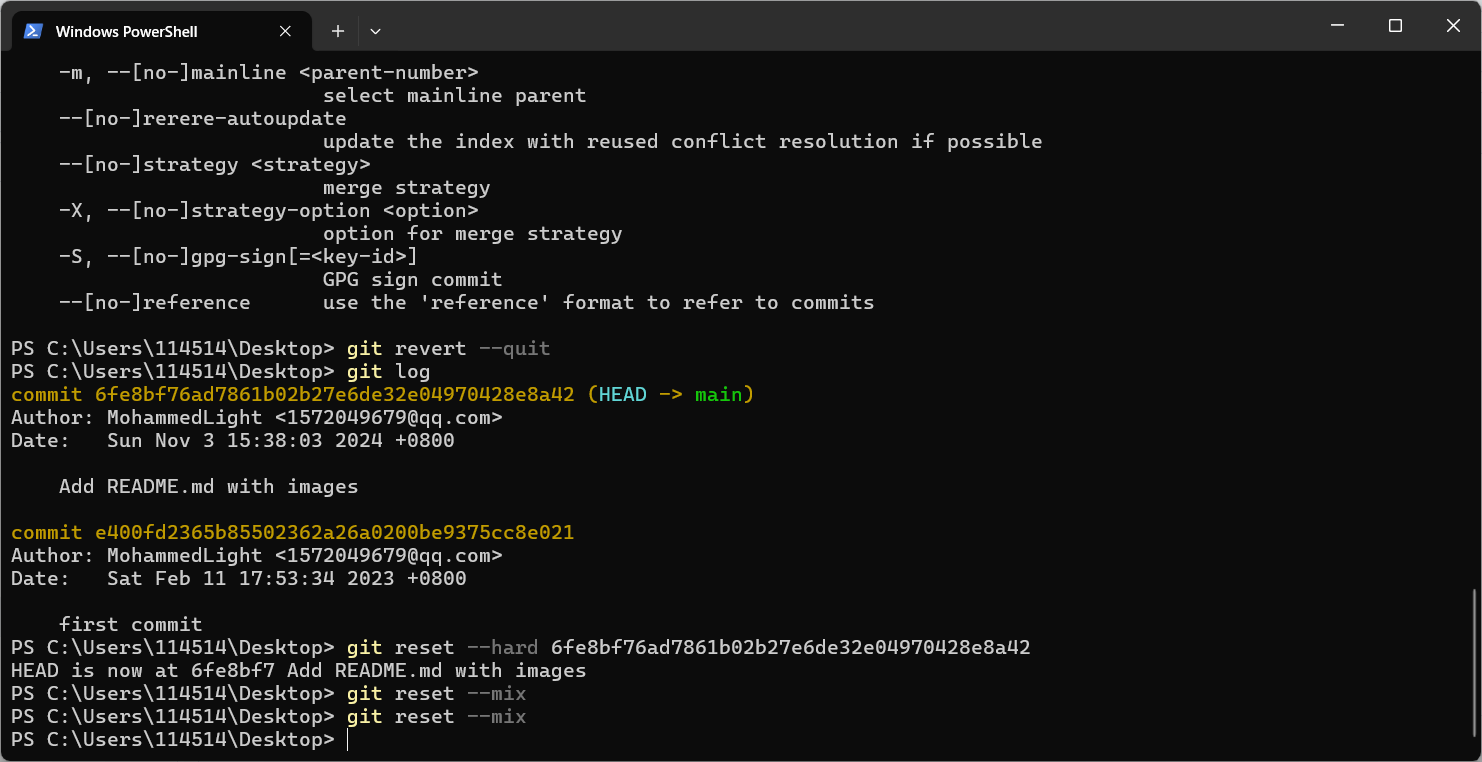 Windows PowerShell
-m, --[no-]mainline <parent-number>
select mainline parent
--[no-]rerere-autoupdate
update the index with reused conflict resolution if possible
--[no-]strategy <strategy>
merge strategy
-X, --[no-]strategy-option <option>
option for merge strategy
-S, --[no-]gpg-sign[=<key-id>]
GPG sign commit
--[no-]reference use the 'reference' format to refer to commits
PS C:\Users\114514\Desktop> git revert --quit
PS C:\Users\114514\Desktop> git log
commit 6fe8bf76ad7861b02b27e6de32e04970428e8a42 (HEAD -> main)
Author: MohammedLight <1572049679@qq.com>
Date: Sun Nov 3 15:38:03 2024 +0800
Add README.md with images
commit e400fd2365b85502362a26a0200be9375cc8e021
Author: MohammedLight <1572049679@qq.com>
Date: Sat Feb 11 17:53:34 2023 +0800
first commit
PS C:\Users\114514\Desktop> git reset --hard 6fe8bf76ad7861b02b27e6de32e04970428e8a42
HEAD is now at 6fe8bf7 Add README.md with images
PS C:\Users\114514\Desktop> git reset --mix
PS C:\Users\114514\Desktop> git reset --mix
PS C:\Users\114514\Desktop>